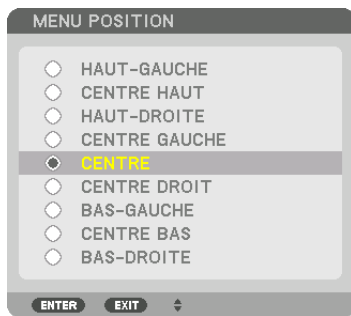 MENU POSITION
HAUT-GAUCHE
CENTRE HAUT
HAUT-DROITE
CENTRE GAUCHE
CENTRE
CENTRE DROIT
BAS-GAUCHE
CENTRE BAS
BAS-DROITE
ENTER EXIT